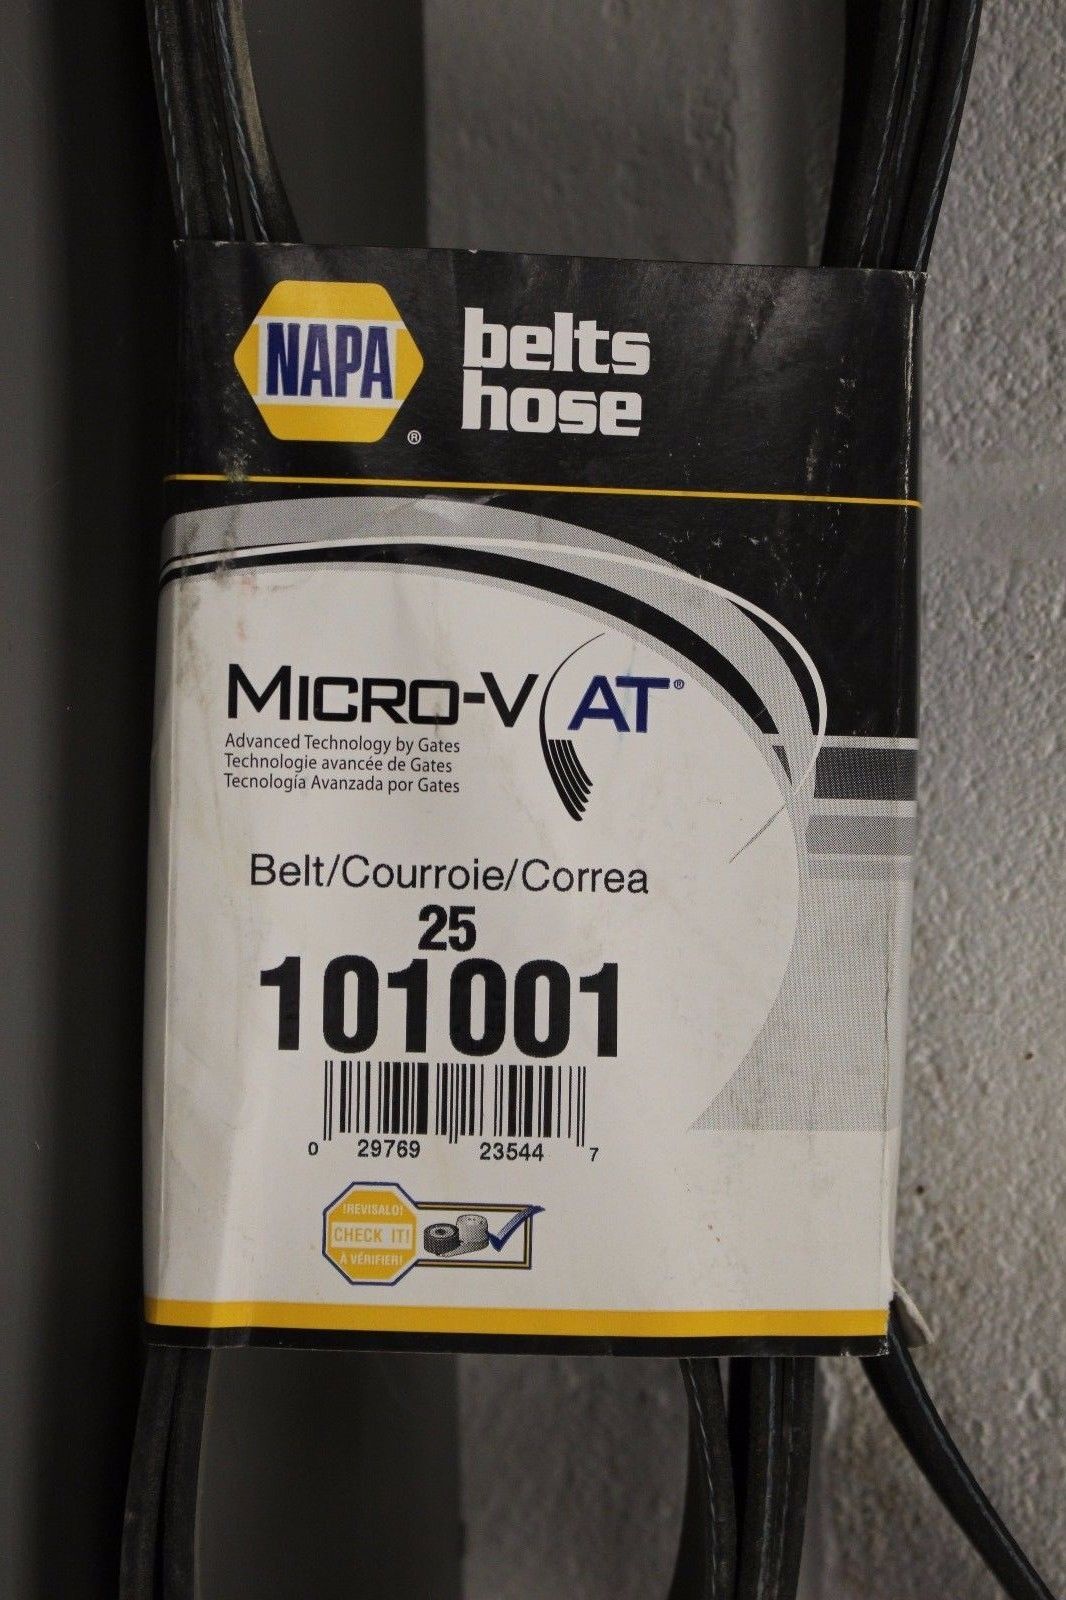 NAPA
®
belts
hose
MICRO-V AT®
Advanced Technology by Gates
Technologie avancée de Gates
Tecnología Avanzada por Gates
Belt/Courroie/Correa
25
101001
0 29769 23544 7
¡REVISALO!
CHECK IT!
À VÉRIFIER!